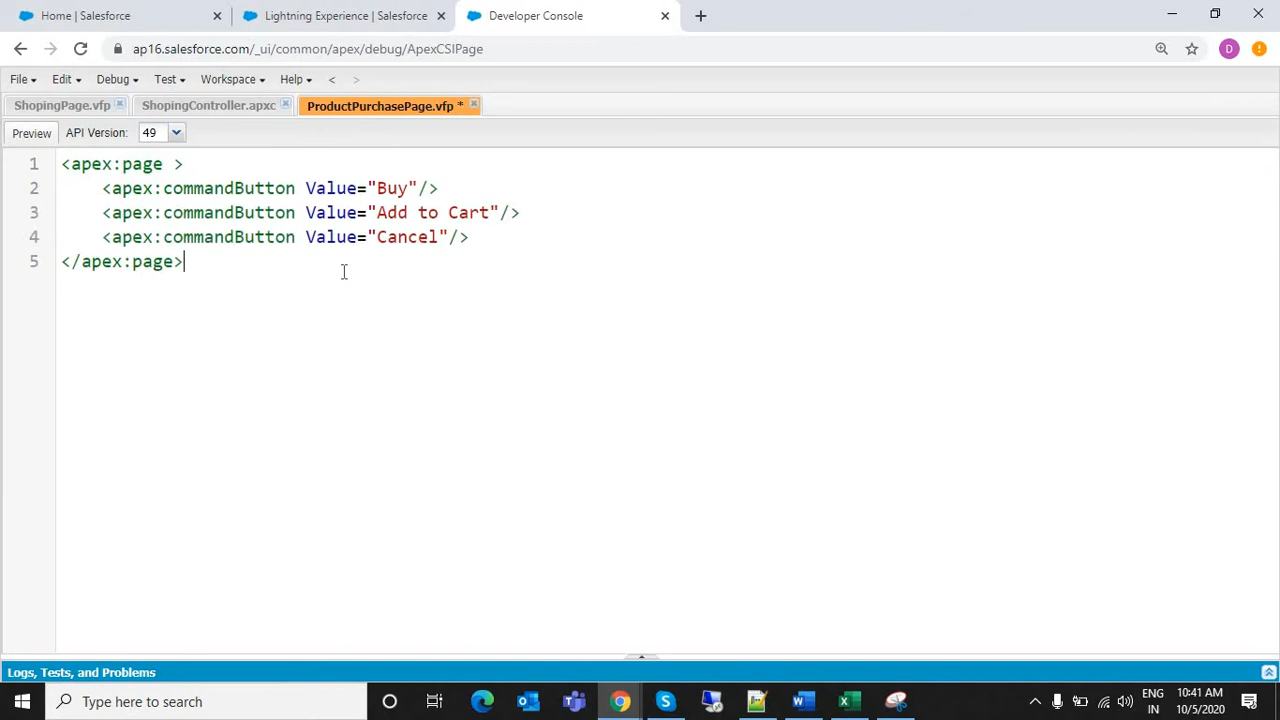 Home | Salesforce
Lightning Experience | Salesforce
Developer Console
ap16.salesforce.com/_ui/common/apex/debug/ApexCSIPage
D
File Edit Debug Test Workspace Help < >
ShopingPage.vfp ShopingController.apxc ProductPurchasePage.vfp *
Preview API Version: 49
1 <apex:page >
2 <apex:commandButton Value="Buy"/>
3 <apex:commandButton Value="Add to Cart"/>
4 <apex:commandButton Value="Cancel"/>
5 </apex:page>
Logs, Tests, and Problems
Type here to search
ENG
IN
10:41 AM
10/5/2020